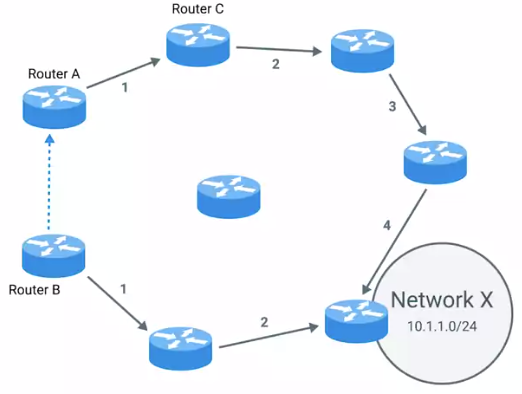 Router C
2
Router A
1
3
4
Router B
1
2
Network X
10.1.1.0/24